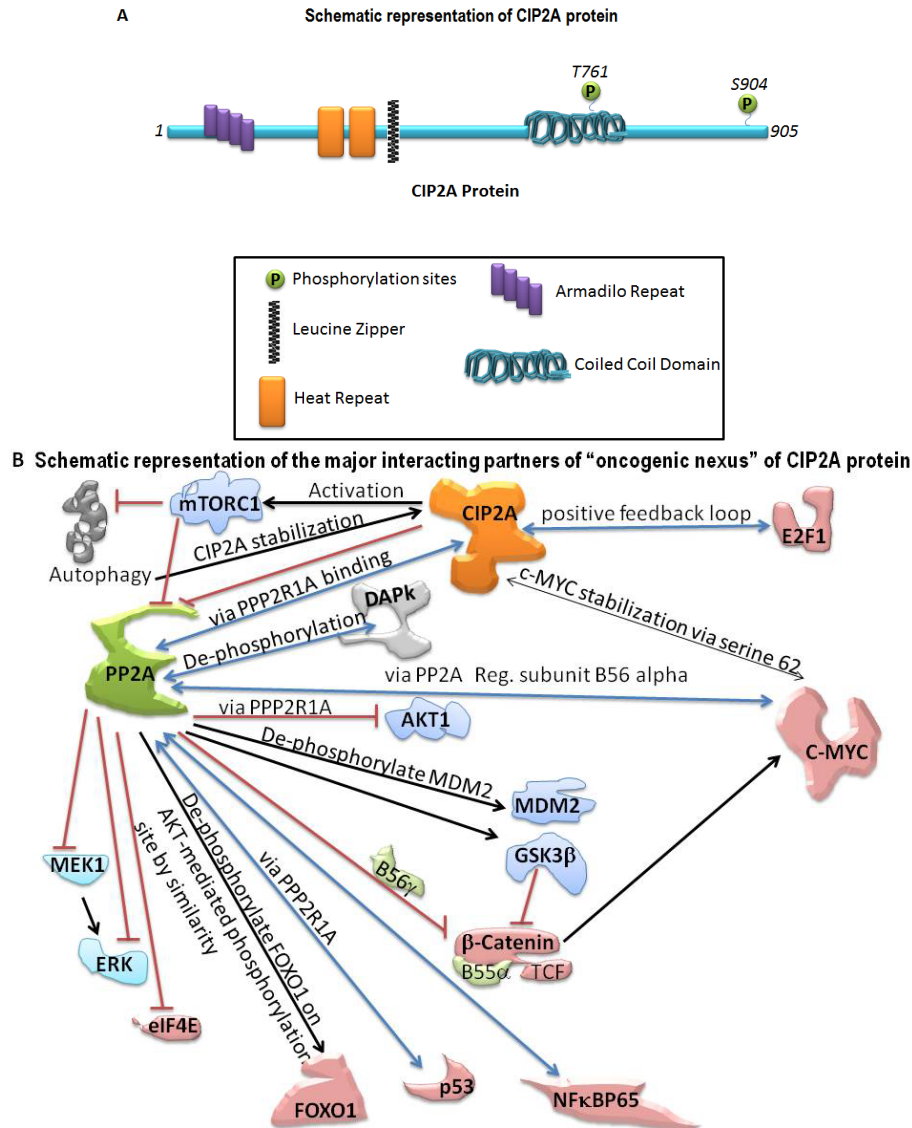 A Schematic representation of CIP2A protein
T761
P
S904
P
1
905
CIP2A Protein
P Phosphorylation sites
Armadilo Repeat
Leucine Zipper
Coiled Coil Domain
Heat Repeat
B Schematic representation of the major interacting partners of “oncogenic nexus” of CIP2A protein
mTORC1
Activation
CIP2A
positive feedback loop
E2F1
Autophagy
CIP2A stabilization
via PPP2R1A binding
DAPk
c-MYC stabilization via serine 62
De-phosphorylation
PP2A
via PP2A Reg. subunit B56 alpha
via PPP2R1A
AKT1
C-MYC
De-phosphorylate MDM2
MDM2
GSK3β
MEK1
B56γ
De-phosphorylate FOXO1 on
AKT-mediated phosphorylation
site by similarity
via PPP2R1A
β-Catenin
B55α
TCF
ERK
eIF4E
FOXO1
p53
NFκBP65